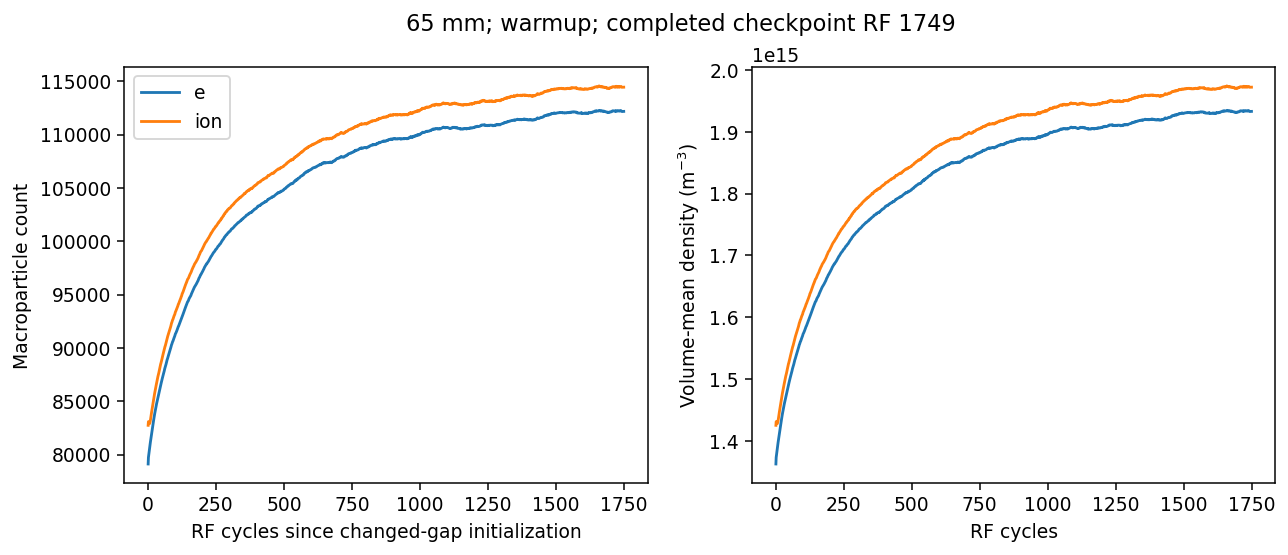 65 mm; warmup; completed checkpoint RF 1749
115000
110000
105000
100000
95000
90000
85000
80000
Macroparticle count
e
ion
0 250 500 750 1000 1250 1500 1750
RF cycles since changed-gap initialization
1e15
2.0
1.9
1.8
1.7
1.6
1.5
1.4
Volume-mean density (m⁻³)
0 250 500 750 1000 1250 1500 1750
RF cycles